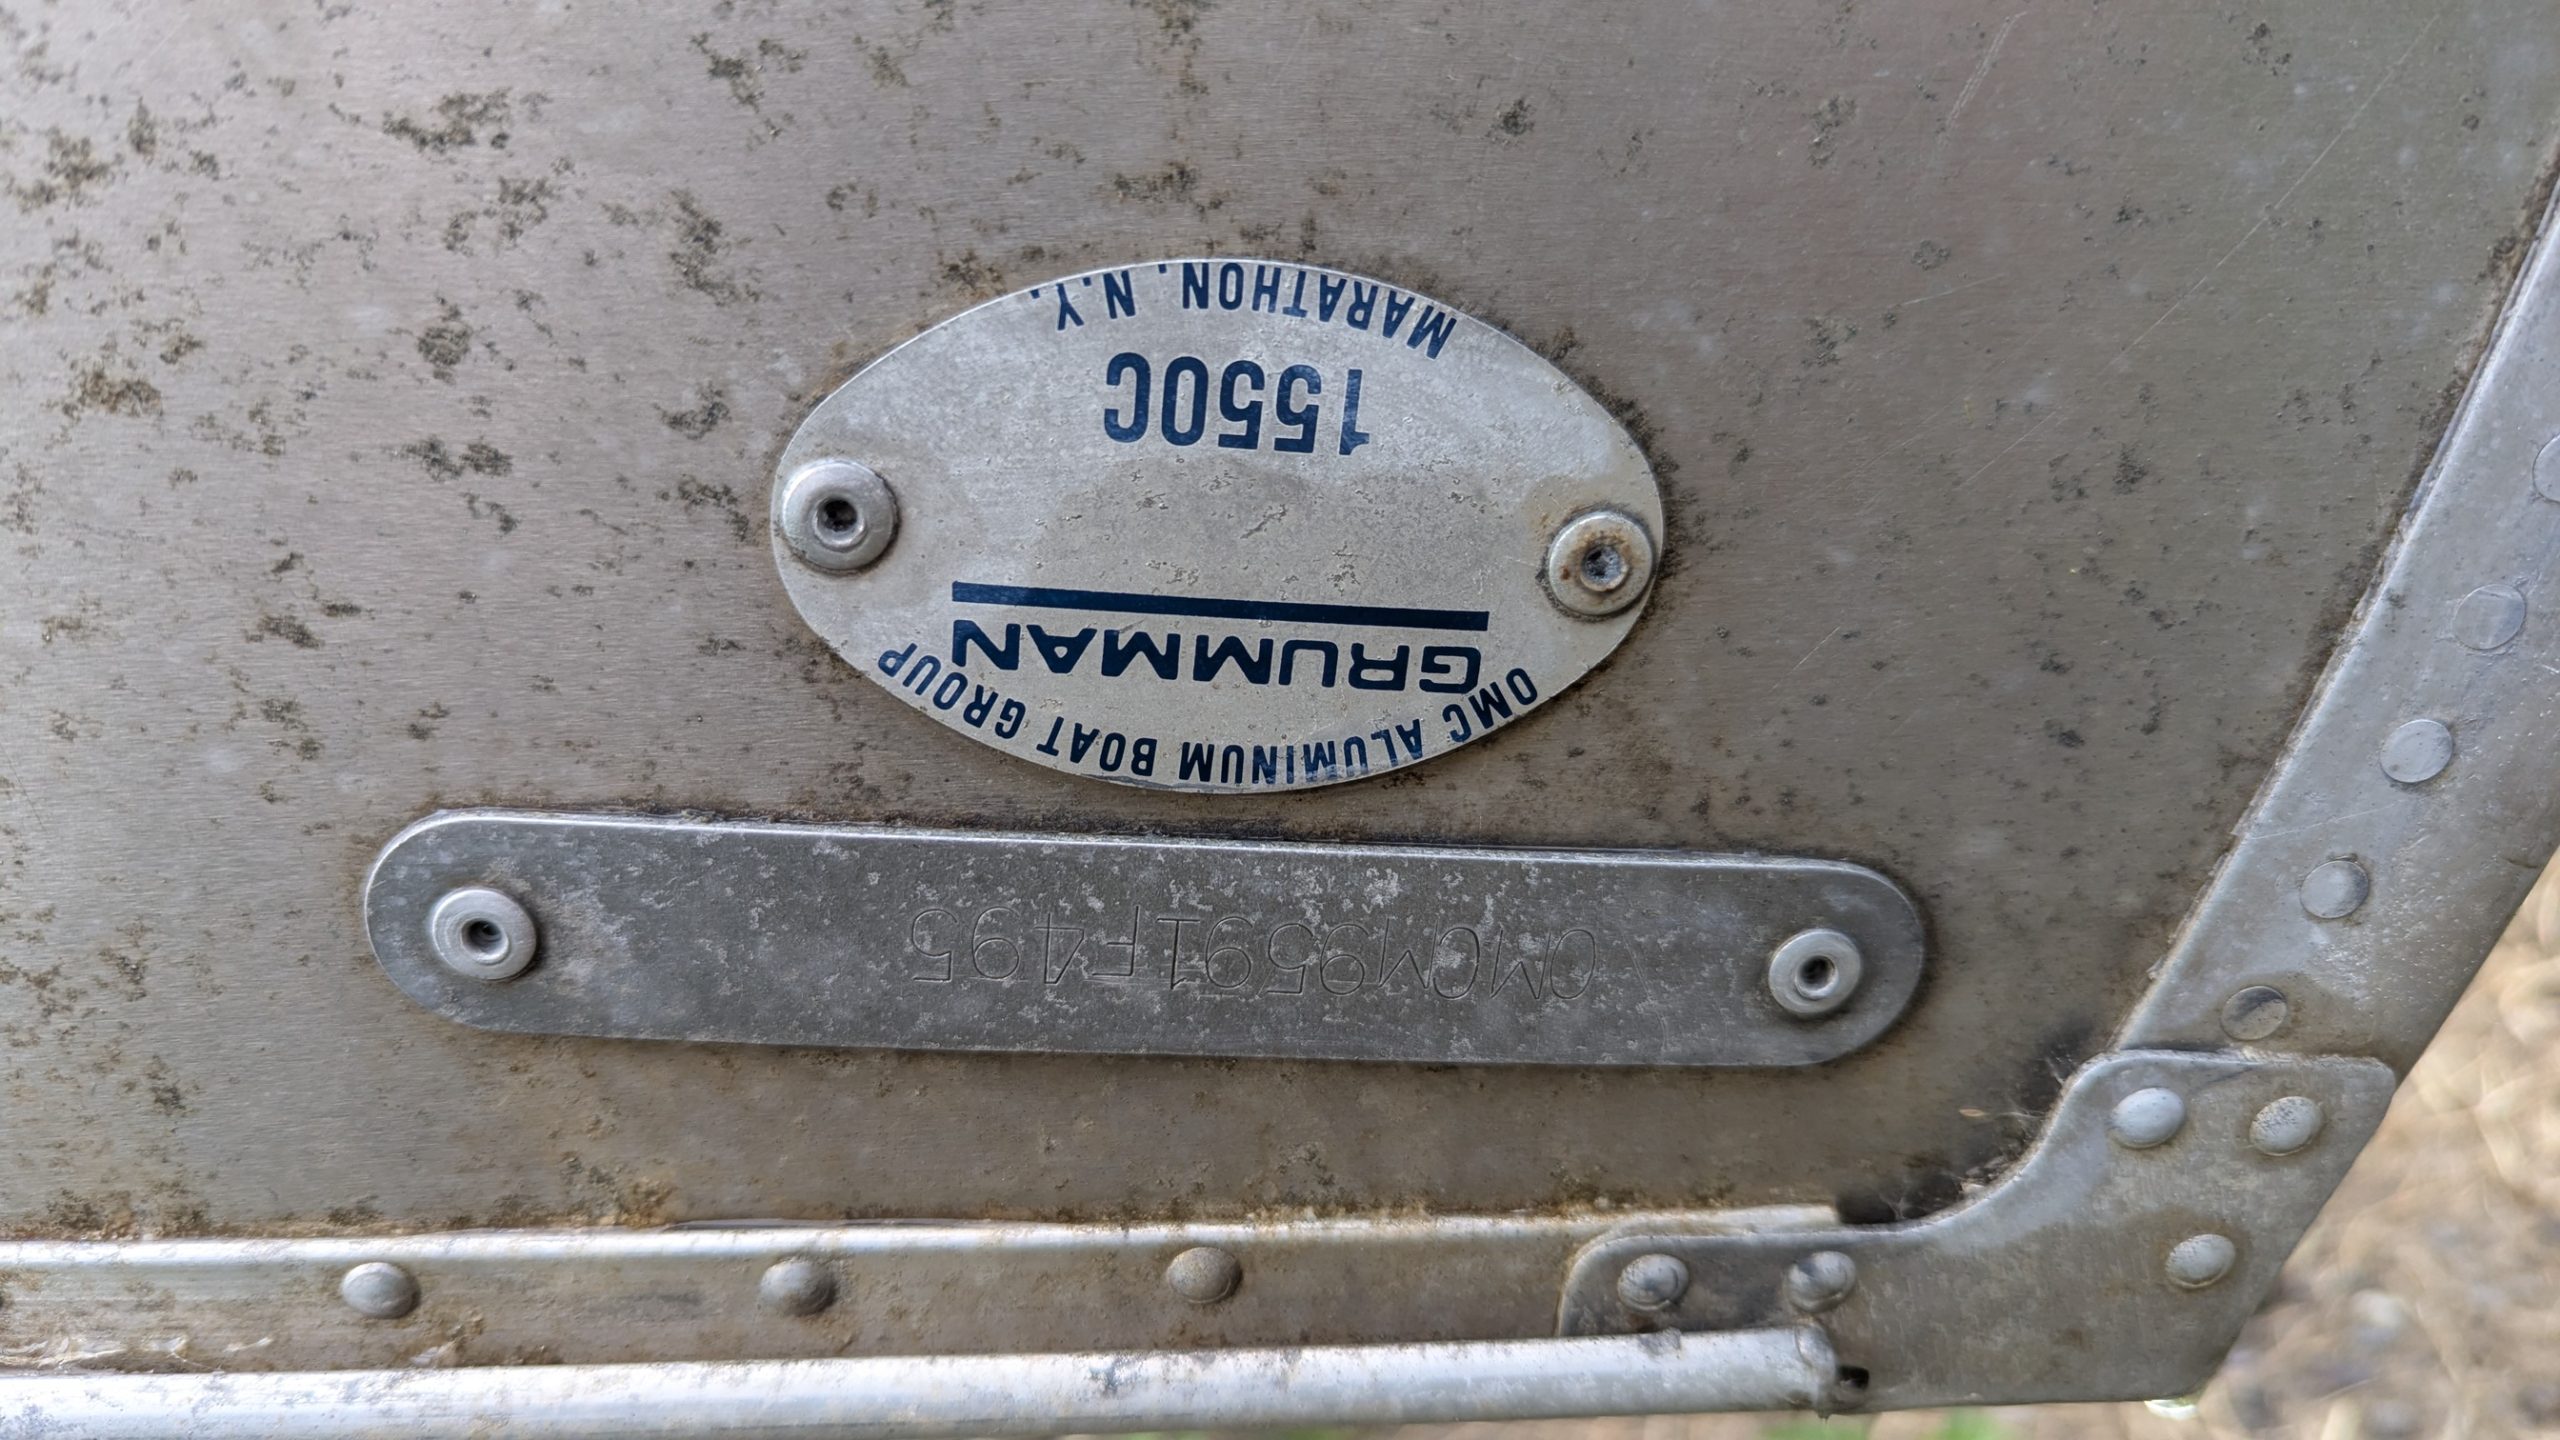 OMCM9591F495
OMC ALUMINUM BOAT GROUP
GRUMMAN
1550C
MARATHON, N.Y.